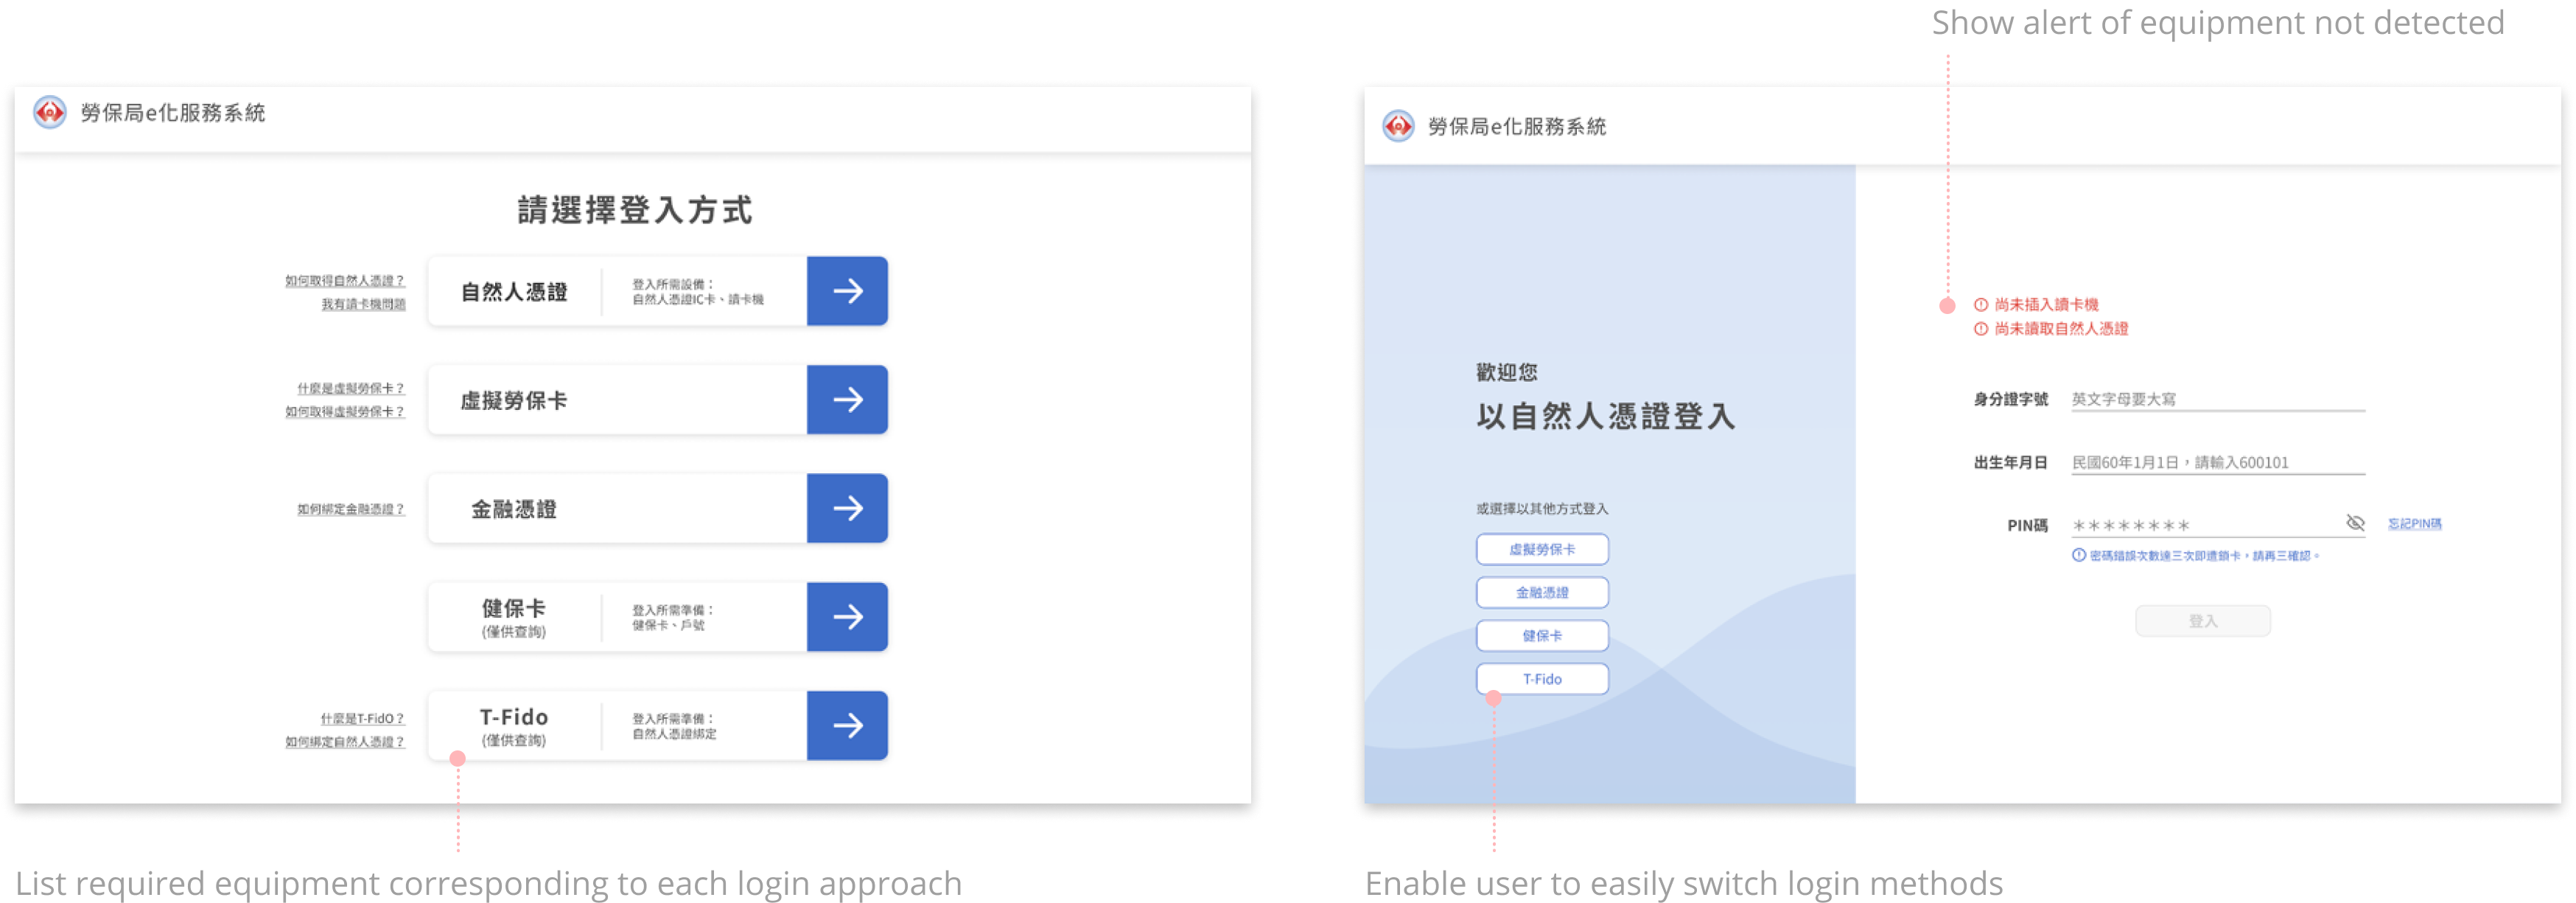 Show alert of equipment not detected
勞保局e化服務系統
請選擇登入方式
如何取得自然人憑證？
我有讀卡機問題
自然人憑證
登入所需設備：
自然人憑證IC卡、讀卡機
什麼是虛擬勞保卡？
如何取得虛擬勞保卡？
虛擬勞保卡
如何綁定金融憑證？
金融憑證
健保卡
(僅供查詢)
登入所需準備：
健保卡、戶號
什麼是T-FidO？
如何綁定自然人憑證？
T-Fido
(僅供查詢)
登入所需準備：
自然人憑證綁定
List required equipment corresponding to each login approach
勞保局e化服務系統
歡迎您
以自然人憑證登入
或選擇以其他方式登入
虛擬勞保卡
金融憑證
健保卡
T-Fido
尚未插入讀卡機
尚未讀取自然人憑證
身分證字號 英文字母要大寫
出生年月日 民國60年1月1日，請輸入600101
PIN碼 ******** 忘記PIN碼
密碼錯誤次數達三次即遭鎖卡，請再三確認。
登入
Enable user to easily switch login methods